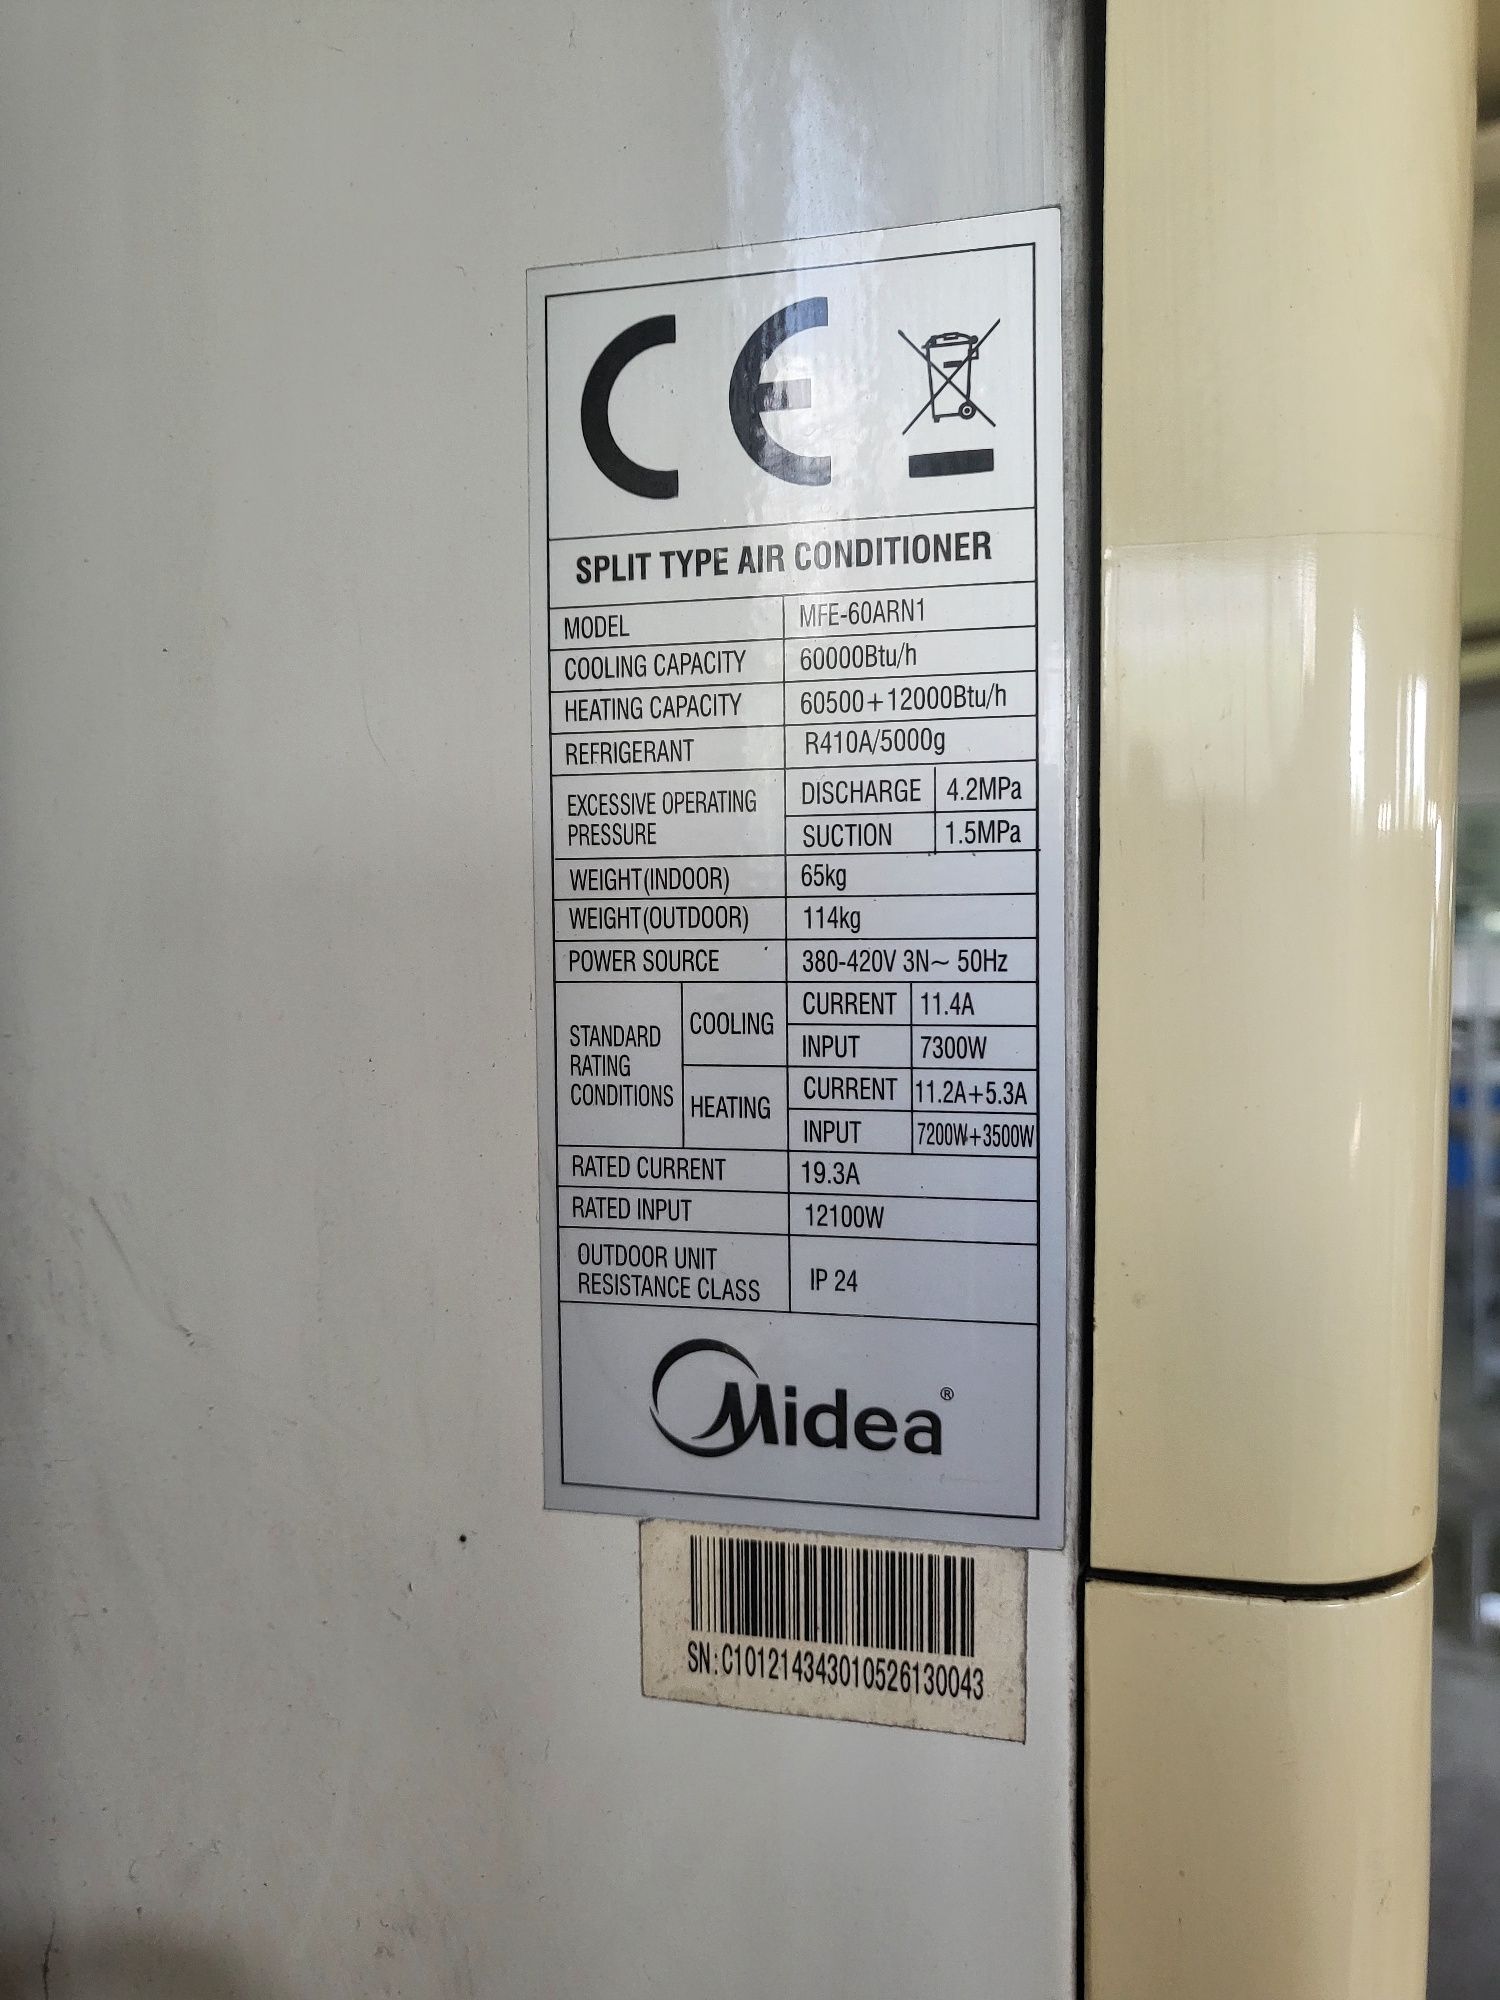 CE
SPLIT TYPE AIR CONDITIONER
MODEL MFE-60ARN1
COOLING CAPACITY 60000Btu/h
HEATING CAPACITY 60500+12000Btu/h
REFRIGERANT R410A/5000g
EXCESSIVE OPERATING PRESSURE DISCHARGE 4.2MPa
SUCTION 1.5MPa
WEIGHT(INDOOR) 65kg
WEIGHT(OUTDOOR) 114kg
POWER SOURCE 380-420V 3N~ 50Hz
STANDARD RATING CONDITIONS COOLING CURRENT 11.4A
INPUT 7300W
HEATING CURRENT 11.2A+5.3A
INPUT 7200W+3500W
RATED CURRENT 19.3A
RATED INPUT 12100W
OUTDOOR UNIT RESISTANCE CLASS IP 24
Midea®
SN:C101214343010526130043